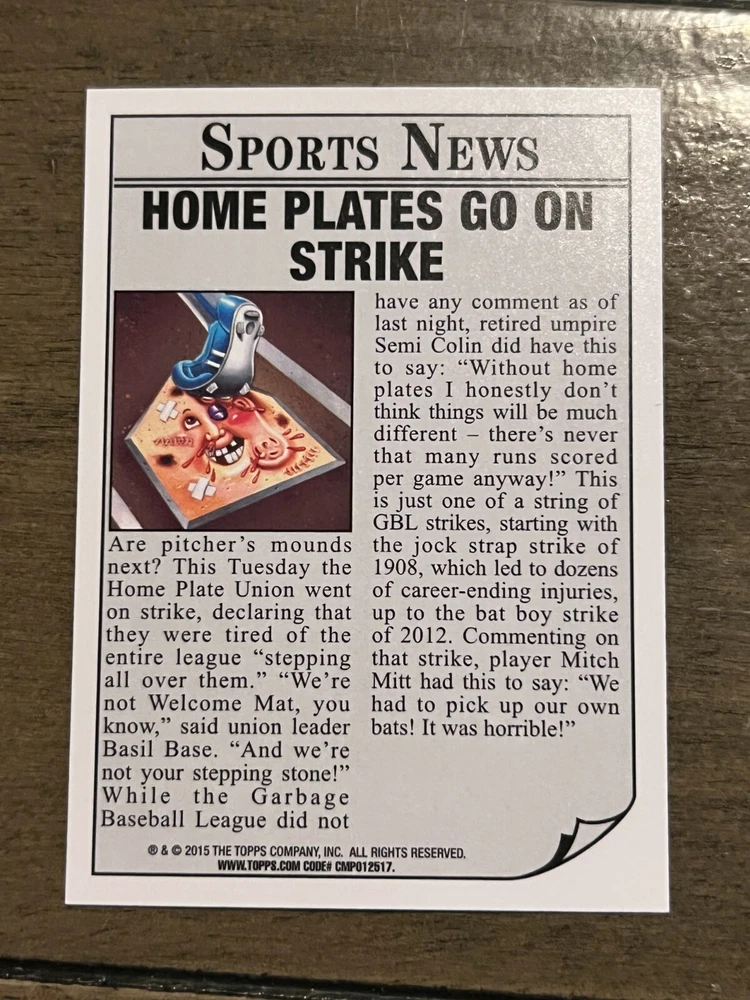 SPORTS NEWS
HOME PLATES GO ON
STRIKE
Are pitcher's mounds
next? This Tuesday the
Home Plate Union went
on strike, declaring that
they were tired of the
entire league "stepping
all over them." "We're
not Welcome Mat, you
know," said union leader
Basil Base. "And we're
not your stepping stone!"
While the Garbage
Baseball League did not
have any comment as of
last night, retired umpire
Semi Colin did have this
to say: "Without home
plates I honestly don't
think things will be much
different – there's never
that many runs scored
per game anyway!" This
is just one of a string of
GBL strikes, starting with
the jock strap strike of
1908, which led to dozens
of career-ending injuries,
up to the bat boy strike
of 2012. Commenting on
that strike, player Mitch
Mitt had this to say: "We
had to pick up our own
bats! It was horrible!"
® & © 2015 THE TOPPS COMPANY, INC. ALL RIGHTS RESERVED.
WWW.TOPPS.COM CODE# CMP012517.